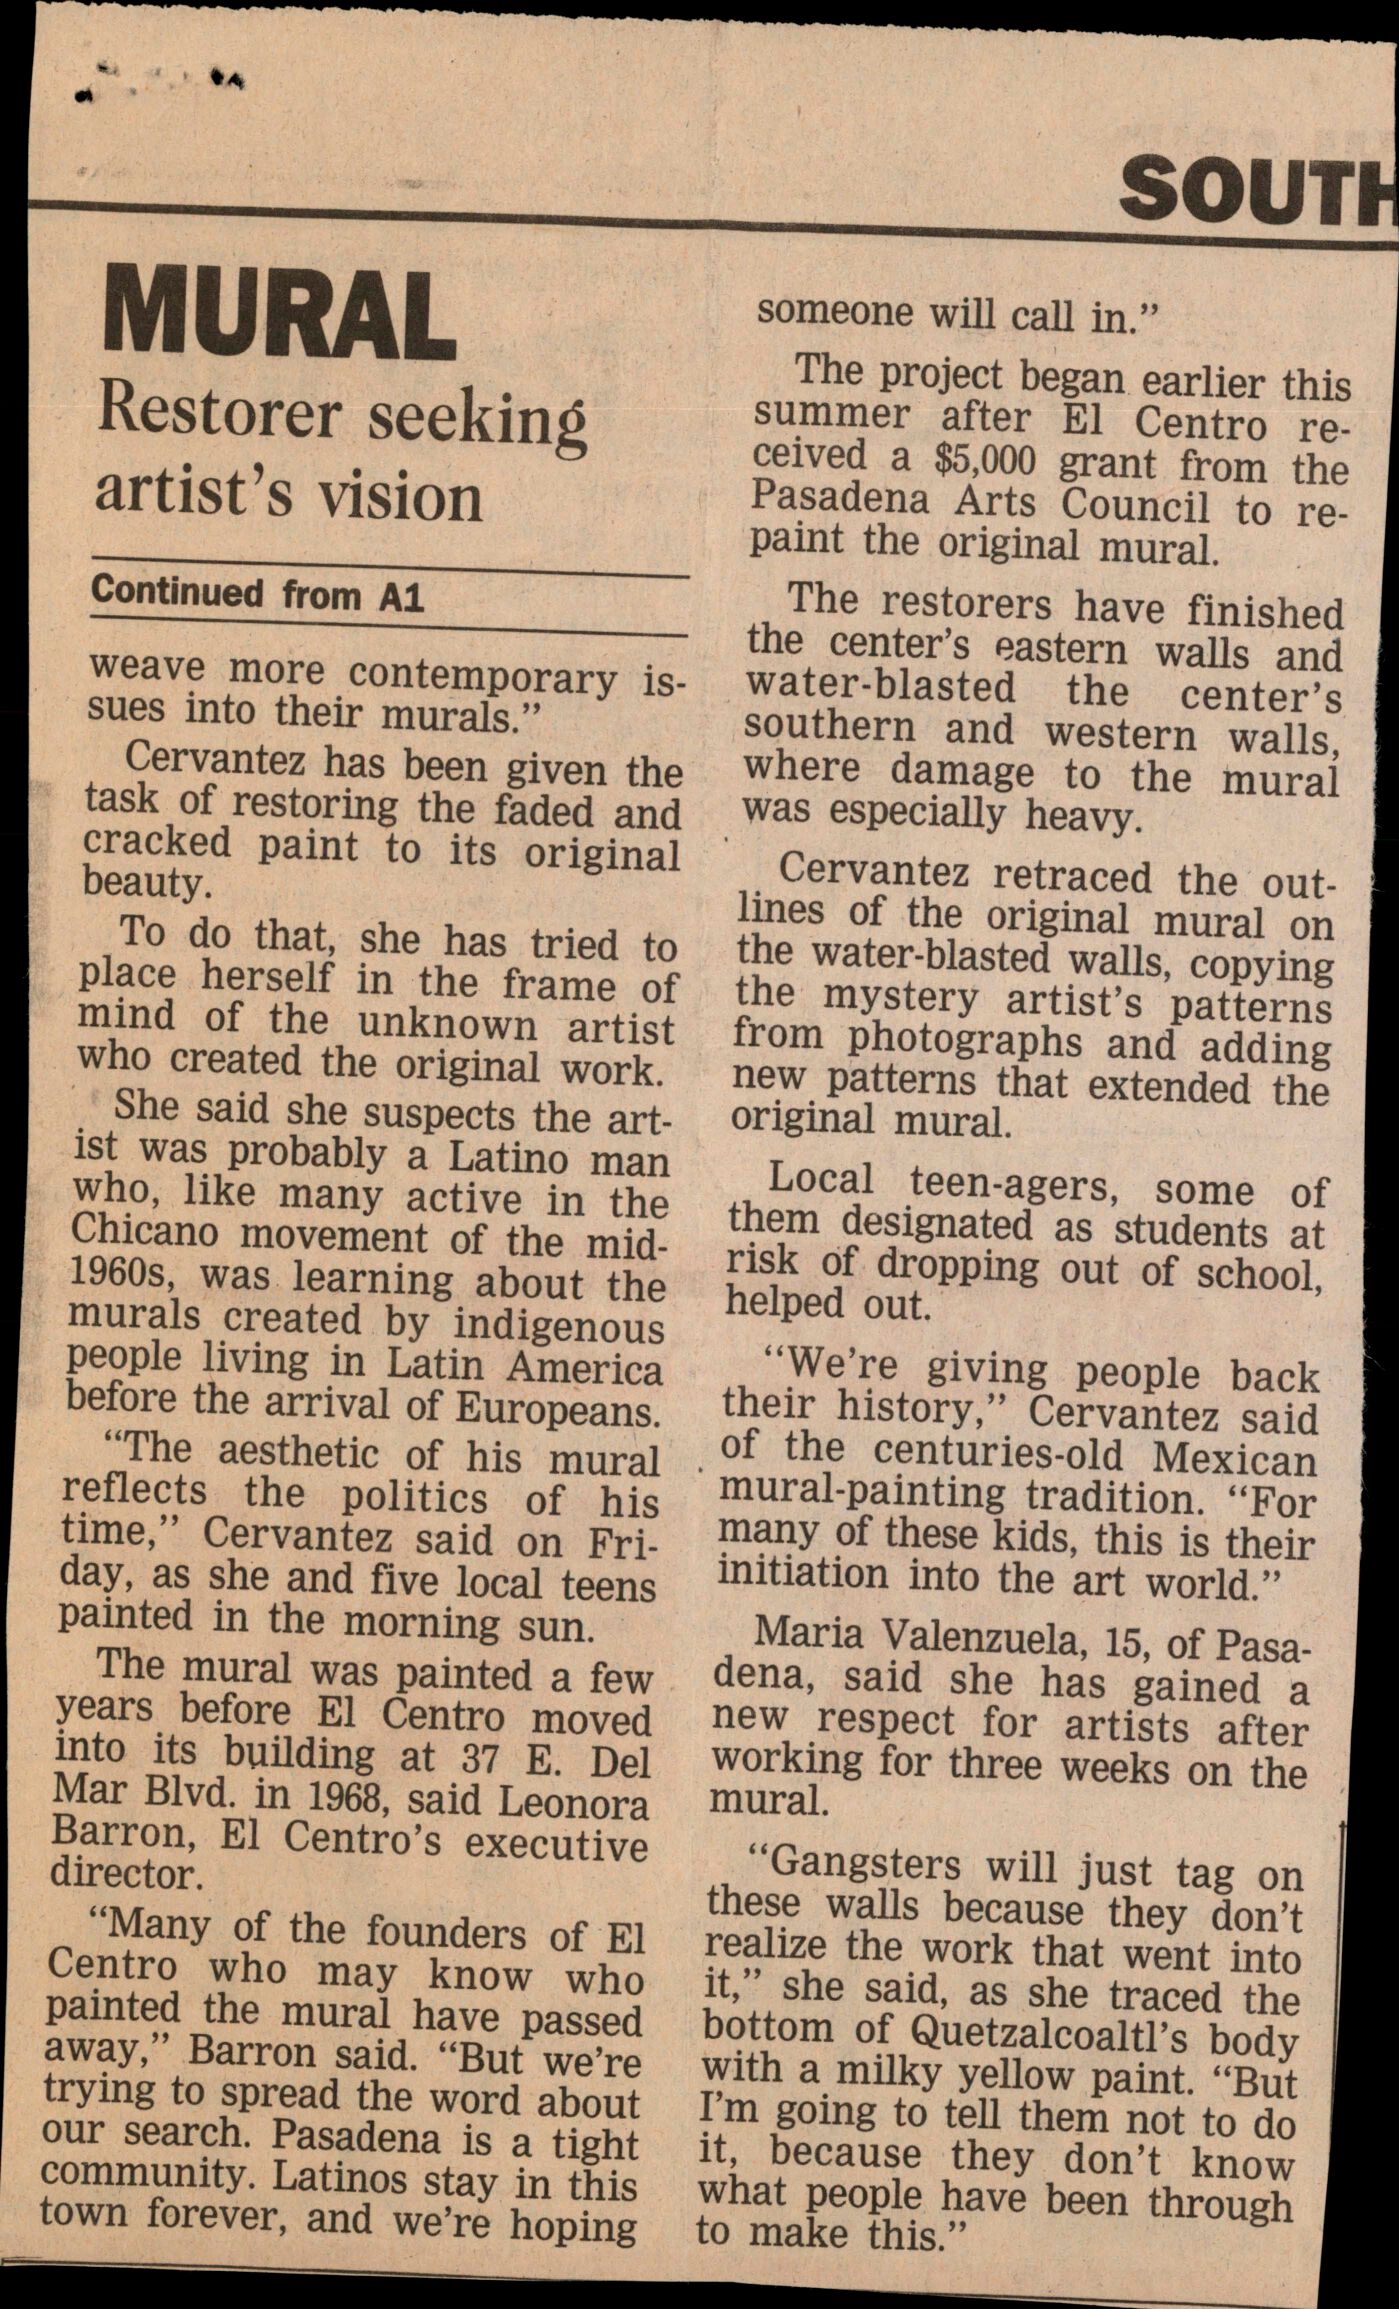 SOUTH
MURAL
Restorer seeking
artist's vision
Continued from A1
weave more contemporary is-
sues into their murals."
Cervantez has been given the
task of restoring the faded and
cracked paint to its original
beauty.
To do that, she has tried to
place herself in the frame of
mind of the unknown artist
who created the original work.
She said she suspects the art-
ist was probably a Latino man
who, like many active in the
Chicano movement of the mid-
1960s, was learning about the
murals created by indigenous
people living in Latin America
before the arrival of Europeans.
"The aesthetic of his mural
reflects the politics of his
time," Cervantez said on Fri-
day, as she and five local teens
painted in the morning sun.
The mural was painted a few
years before El Centro moved
into its building at 37 E. Del
Mar Blvd. in 1968, said Leonora
Barron, El Centro's executive
director.
"Many of the founders of El
Centro who may know who
painted the mural have passed
away," Barron said. "But we're
trying to spread the word about
our search. Pasadena is a tight
community. Latinos stay in this
town forever, and we're hoping
someone will call in."
The project began earlier this
summer after El Centro re-
ceived a $5,000 grant from the
Pasadena Arts Council to re-
paint the original mural.
The restorers have finished
the center's eastern walls and
water-blasted the center's
southern and western walls,
where damage to the mural
was especially heavy.
Cervantez retraced the out-
lines of the original mural on
the water-blasted walls, copying
the mystery artist's patterns
from photographs and adding
new patterns that extended the
original mural.
Local teen-agers, some of
them designated as students at
risk of dropping out of school,
helped out.
"We're giving people back
their history," Cervantez said
of the centuries-old Mexican
mural-painting tradition. "For
many of these kids, this is their
initiation into the art world."
Maria Valenzuela, 15, of Pasa-
dena, said she has gained a
new respect for artists after
working for three weeks on the
mural.
"Gangsters will just tag on
these walls because they don't
realize the work that went into
it," she said, as she traced the
bottom of Quetzalcoaltl's body
with a milky yellow paint. "But
I'm going to tell them not to do
it, because they don't know
what people have been through
to make this."